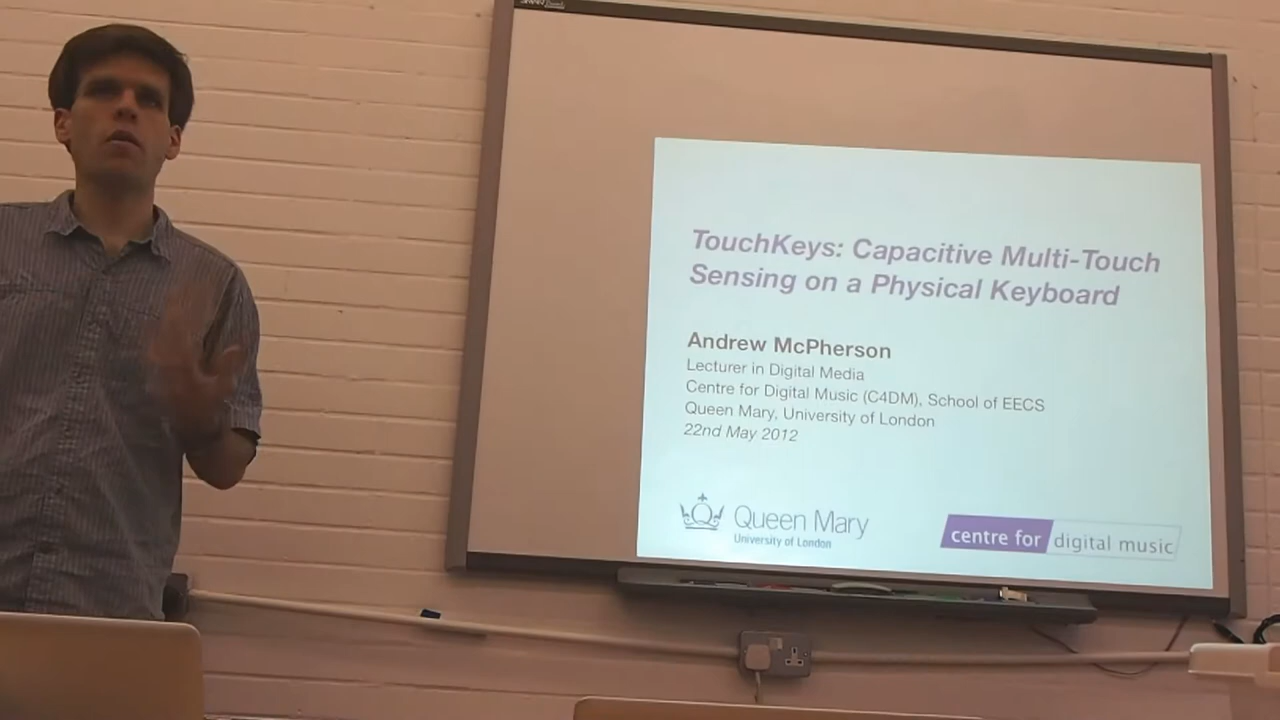 TouchKeys: Capacitive Multi-Touch
Sensing on a Physical Keyboard
Andrew McPherson
Lecturer in Digital Media
Centre for Digital Music (C4DM), School of EECS
Queen Mary, University of London
22nd May 2012
Queen Mary
University of London
centre for digital music